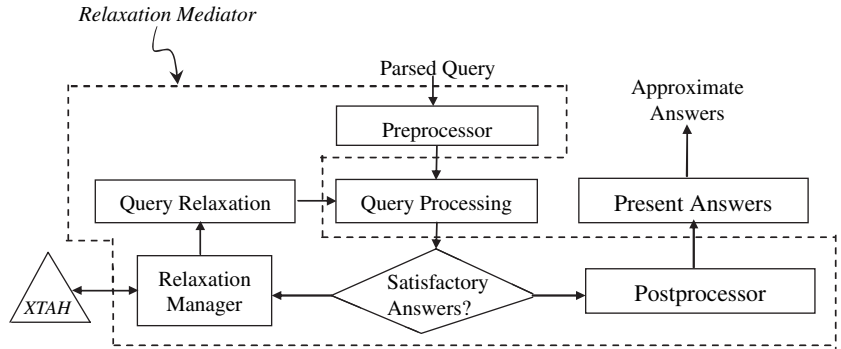 Relaxation Mediator
Parsed Query
Approximate
Answers
Preprocessor
Query Relaxation
Query Processing
Present Answers
XTAH
Relaxation
Manager
Satisfactory
Answers?
Postprocessor